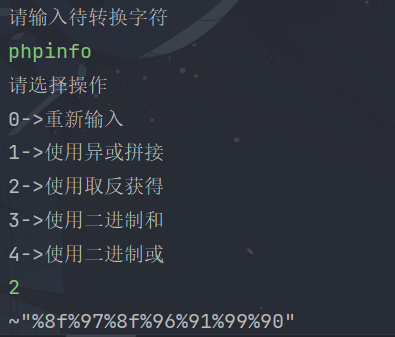 请输入待转换字符
phpinfo
请选择操作
0->重新输入
1->使用异或拼接
2->使用取反获得
3->使用二进制和
4->使用二进制或
2
~"%8f%97%8f%96%91%99%90"